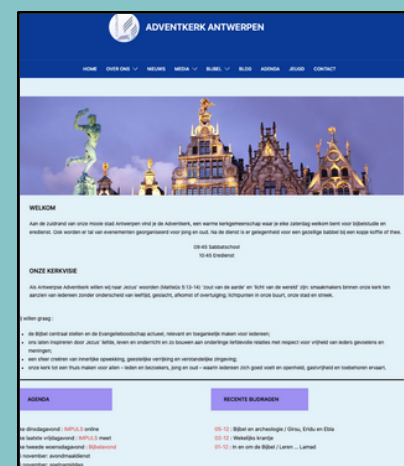 ADVENTKERK ANTWERPEN
HOME OVER ONS NIEUWS MEDIA BIJBEL BLOG AGENDA JEUGD CONTACT
WELKOM
Aan de zuidrand van onze mooie stad Antwerpen vind je de Adventkerk, een warme kerkgemeenschap waar je elke zaterdag welkom bent voor bijbelstudie en
eredienst. Ook worden er tal van evenementen georganiseerd voor jong en oud. Na de dienst is er gelegenheid voor een gezellige babbel bij een kopje koffie of thee.
09:45 Sabbatschool
10:45 Eredienst
ONZE KERKVISIE
Als Antwerpse Adventkerk willen wij naar Jezus' woorden (Matteüs 5:13-14) 'zout van de aarde' en 'licht van de wereld' zijn: smaakmakers binnen onze kerk ten
aanzien van iedereen zonder onderscheid van leeftijd, geslacht, afkomst of overtuiging; lichtpunten in onze buurt, onze stad en streek.
j willen graag :
de Bijbel centraal stellen en de Evangelieboodschap actueel, relevant en toegankelijk maken voor iedereen;
ons laten inspireren door Jezus' liefde, leven en onderricht en zo bouwen aan onderlinge liefdevolle relaties met respect voor vrijheid van ieders gevoelens en
meningen;
een sfeer creëren van innerlijke opwekking, geestelijke verrijking en verstandelijke zingeving;
onze kerk tot een thuis maken voor allen – leden en bezoekers, jong en oud – waarin iedereen zich goed voelt en openheid, gastvrijheid en toebehoren ervaart.
AGENDA RECENTE BIJDRAGEN
ke dinsdagavond : IMPULS online
ke laatste vrijdagavond : IMPULS meet
ke tweede woensdagavond : Bijbelavond
november: avondmaaldienst
november: spelnamiddag
05-12 : Bijbel en archeologie / Girsu, Eridu en Ebla
02-12 : Wekelijks krantje
01-12 : In en om de Bijbel / Leren ... Lamad